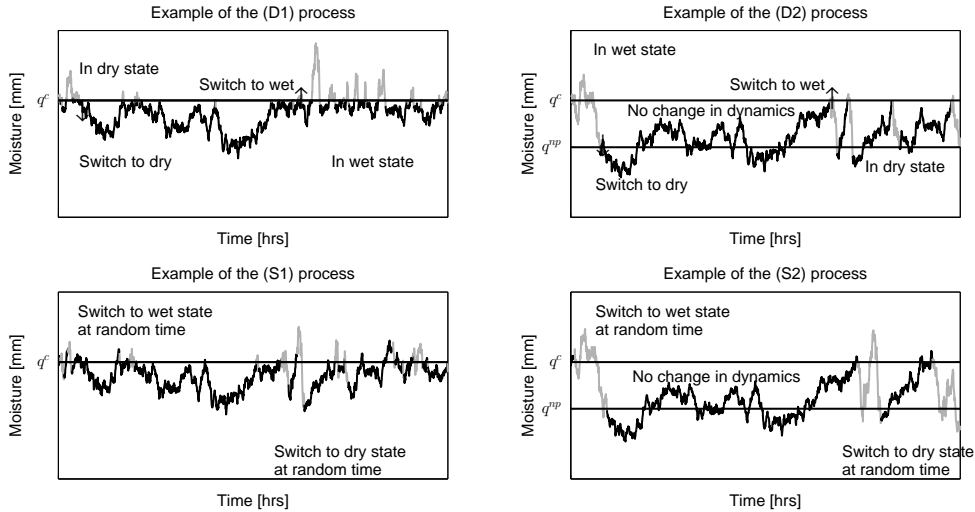 Example of the (D1) process
Moisture [mm]
q^c
In dry state
Switch to wet
Switch to dry
In wet state
Time [hrs]
Example of the (D2) process
Moisture [mm]
q^c
q^{np}
In wet state
Switch to wet
No change in dynamics
Switch to dry
In dry state
Time [hrs]
Example of the (S1) process
Moisture [mm]
q^c
Switch to wet state
at random time
Switch to dry state
at random time
Time [hrs]
Example of the (S2) process
Moisture [mm]
q^c
q^{np}
Switch to wet state
at random time
No change in dynamics
Switch to dry state
at random time
Time [hrs]